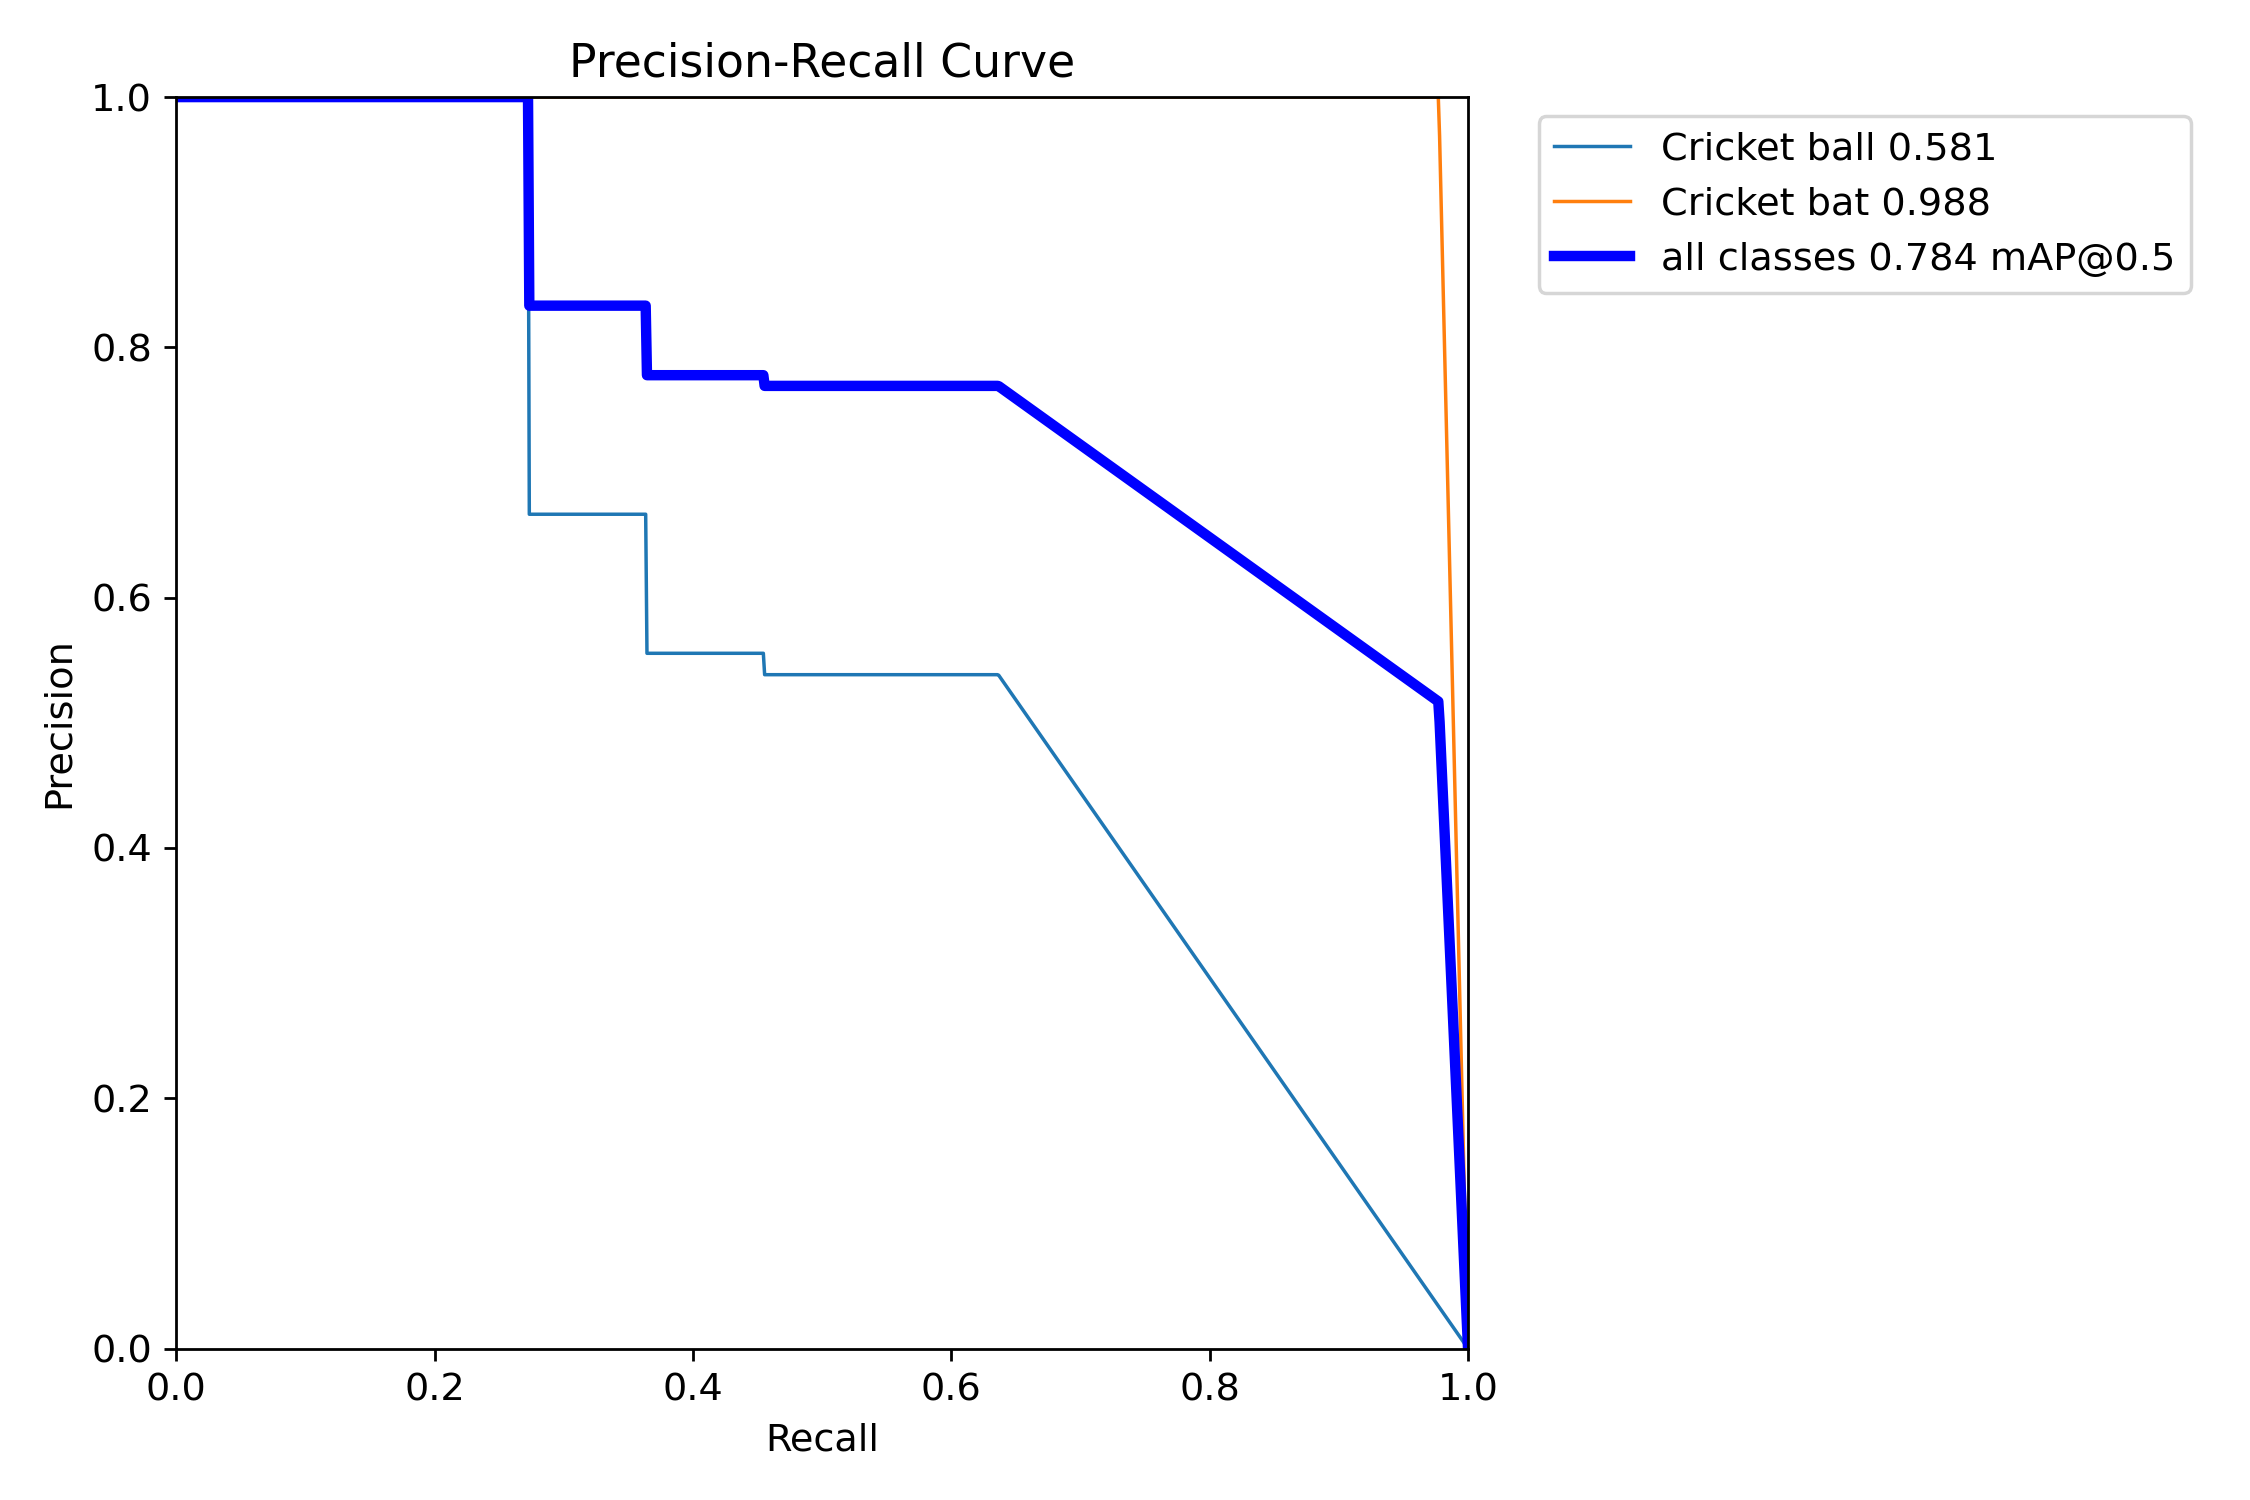 Precision-Recall Curve
1.0
0.8
0.6
0.4
0.2
0.0
Precision
0.0 0.2 0.4 0.6 0.8 1.0
Recall
Cricket ball 0.581
Cricket bat 0.988
all classes 0.784 mAP@0.5